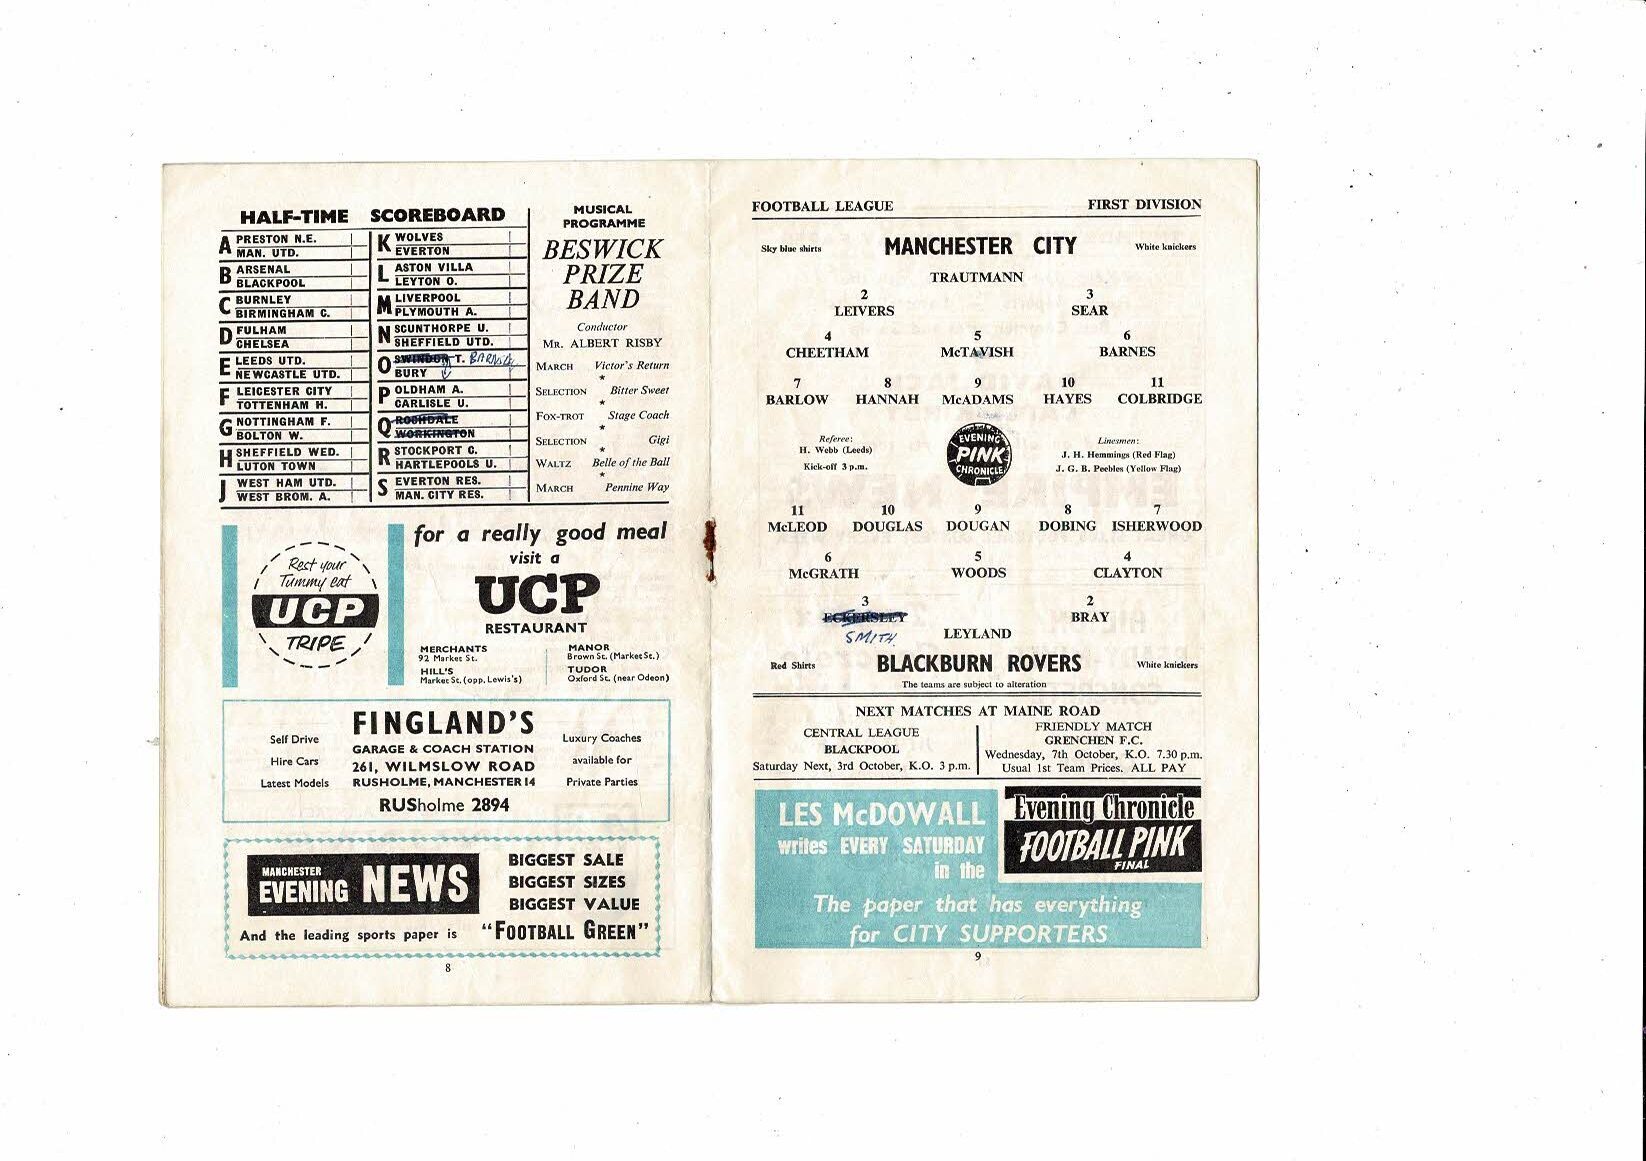 HALF-TIME SCOREBOARD
A PRESTON N.E.
MAN. UTD.
B ARSENAL
BLACKPOOL
C BURNLEY
BIRMINGHAM C.
D FULHAM
CHELSEA
E LEEDS UTD.
NEWCASTLE UTD.
F LEICESTER CITY
TOTTENHAM H.
G NOTTINGHAM F.
BOLTON W.
H SHEFFIELD WED.
LUTON TOWN
J WEST HAM UTD.
WEST BROM. A.
K WOLVES
EVERTON
L ASTON VILLA
LEYTON O.
M LIVERPOOL
PLYMOUTH A.
N SCUNTHORPE U.
SHEFFIELD UTD.
O SWINDON T.
BURY
P OLDHAM A.
CARLISLE U.
Q ROCHDALE
WORKINGTON
R STOCKPORT C.
HARTLEPOOLS U.
S EVERTON RES.
MAN. CITY RES.
MUSICAL
PROGRAMME
BESWICK
PRIZE
BAND
Conductor
MR. ALBERT RISBY
MARCH Victor's Return
SELECTION Bitter Sweet
FOX-TROT Stage Coach
SELECTION Gigi
WALTZ Belle of the Ball
MARCH Pennine Way
Rest your
Tummy eat
UCP
TRIPE
for a really good meal
visit a
UCP
RESTAURANT
MERCHANTS
92 Market St.
HILL'S
Market St. (opp. Lewis's)
MANOR
Brown St. (Market St.)
TUDOR
Oxford St. (near Odeon)
FINGLAND'S
GARAGE & COACH STATION
261, WILMSLOW ROAD
RUSHOLME, MANCHESTER 14
RUSholme 2894
Self Drive
Hire Cars
Latest Models
Luxury Coaches
available for
Private Parties
MANCHESTER
EVENING NEWS
BIGGEST SALE
BIGGEST SIZES
BIGGEST VALUE
And the leading sports paper is "FOOTBALL GREEN"
8
FOOTBALL LEAGUE FIRST DIVISION
Sky blue shirts MANCHESTER CITY White knickers
TRAUTMANN
2 3
LEIVERS SEAR
4 5 6
CHEETHAM McTAVISH BARNES
7 8 9 10 11
BARLOW HANNAH McADAMS HAYES COLBRIDGE
Referee:
H. Webb (Leeds)
Kick-off 3 p.m.
EVENING
PINK
CHRONICLE
Linesmen:
J. H. Hemmings (Red Flag)
J. G. B. Peebles (Yellow Flag)
11 10 9 8 7
McLEOD DOUGLAS DOUGAN DOBING ISHERWOOD
6 5 4
McGRATH WOODS CLAYTON
3 2
ECKERSLEY BRAY
SMITH
LEYLAND
Red Shirts BLACKBURN ROVERS White knickers
The teams are subject to alteration
NEXT MATCHES AT MAINE ROAD
CENTRAL LEAGUE
BLACKPOOL
Saturday Next, 3rd October, K.O. 3 p.m.
FRIENDLY MATCH
GRENCHEN F.C.
Wednesday, 7th October, K.O. 7.30 p.m.
Usual 1st Team Prices. ALL PAY
LES McDOWALL
writes EVERY SATURDAY
in the
Evening Chronicle
FOOTBALL PINK
FINAL
The paper that has everything
for CITY SUPPORTERS
9